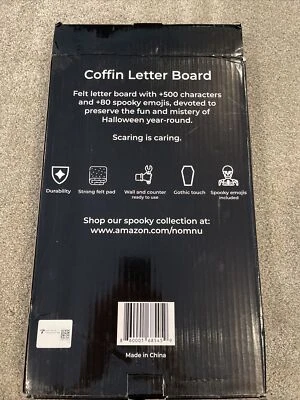 Coffin Letter Board
Felt letter board with +500 characters
and +80 spooky emojis, devoted to
preserve the fun and mistery of
Halloween year-round.
Scaring is caring.
Durability
Strong felt pad
Wall and counter
ready to use
Gothic touch
Spooky emojis
included
Shop our spooky collection at:
www.amazon.com/nomnu
Made in China